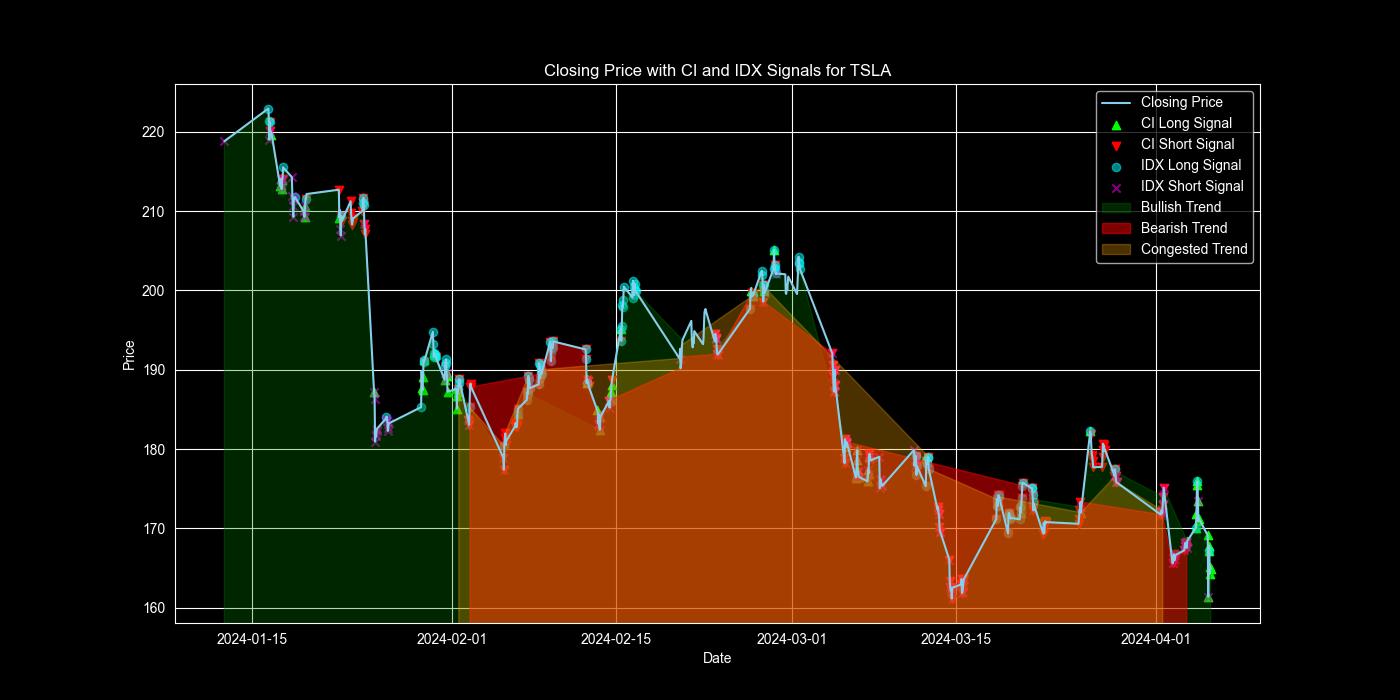 Closing Price with CI and IDX Signals for TSLA
Closing Price
CI Long Signal
CI Short Signal
IDX Long Signal
IDX Short Signal
Bullish Trend
Bearish Trend
Congested Trend
Price
220
210
200
190
180
170
160
2024-01-15
2024-02-01
2024-02-15
2024-03-01
2024-03-15
2024-04-01
Date